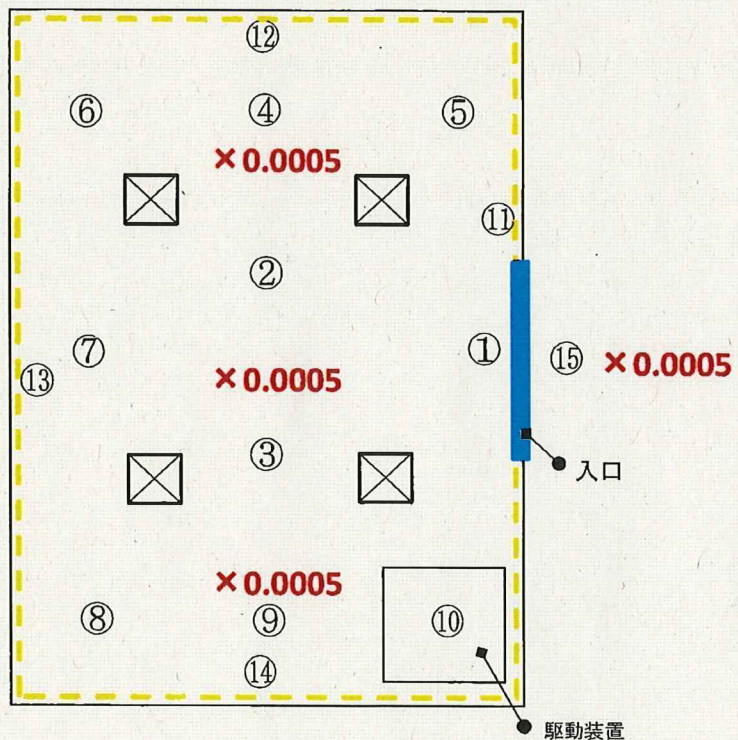 ⑫
⑥ ④ ⑤
×0.0005
⑪
②
⑦ ① ⑮ ×0.0005
⑬ ×0.0005
③
入口
×0.0005
⑧ ⑨ ⑩
⑭
駆動装置